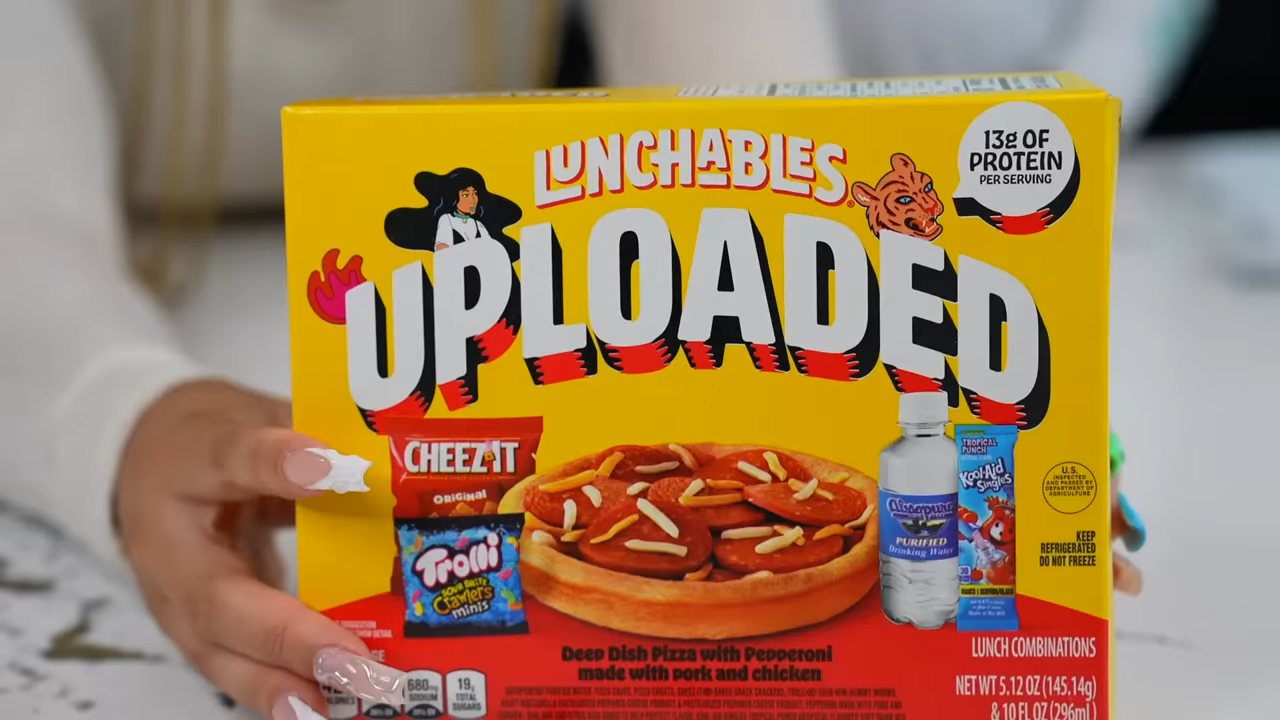 LUNCHABLES
UPLOADED
13g OF
PROTEIN
PER SERVING
CHEEZ-IT
ORIGINAL
Trolli
SOUR BRITE
Crawlers
minis
Absopure
PURIFIED
Drinking Water
TROPICAL
PUNCH
Kool-Aid
Singles
U.S.
INSPECTED
AND PASSED BY
DEPARTMENT OF
AGRICULTURE
KEEP
REFRIGERATED
DO NOT FREEZE
Deep Dish Pizza with Pepperoni
made with pork and chicken
LUNCH COMBINATIONS
NET WT 5.12 OZ (145.14g)
& 10 FL OZ (296mL)
680mg
SODIUM
19g
TOTAL
SUGARS